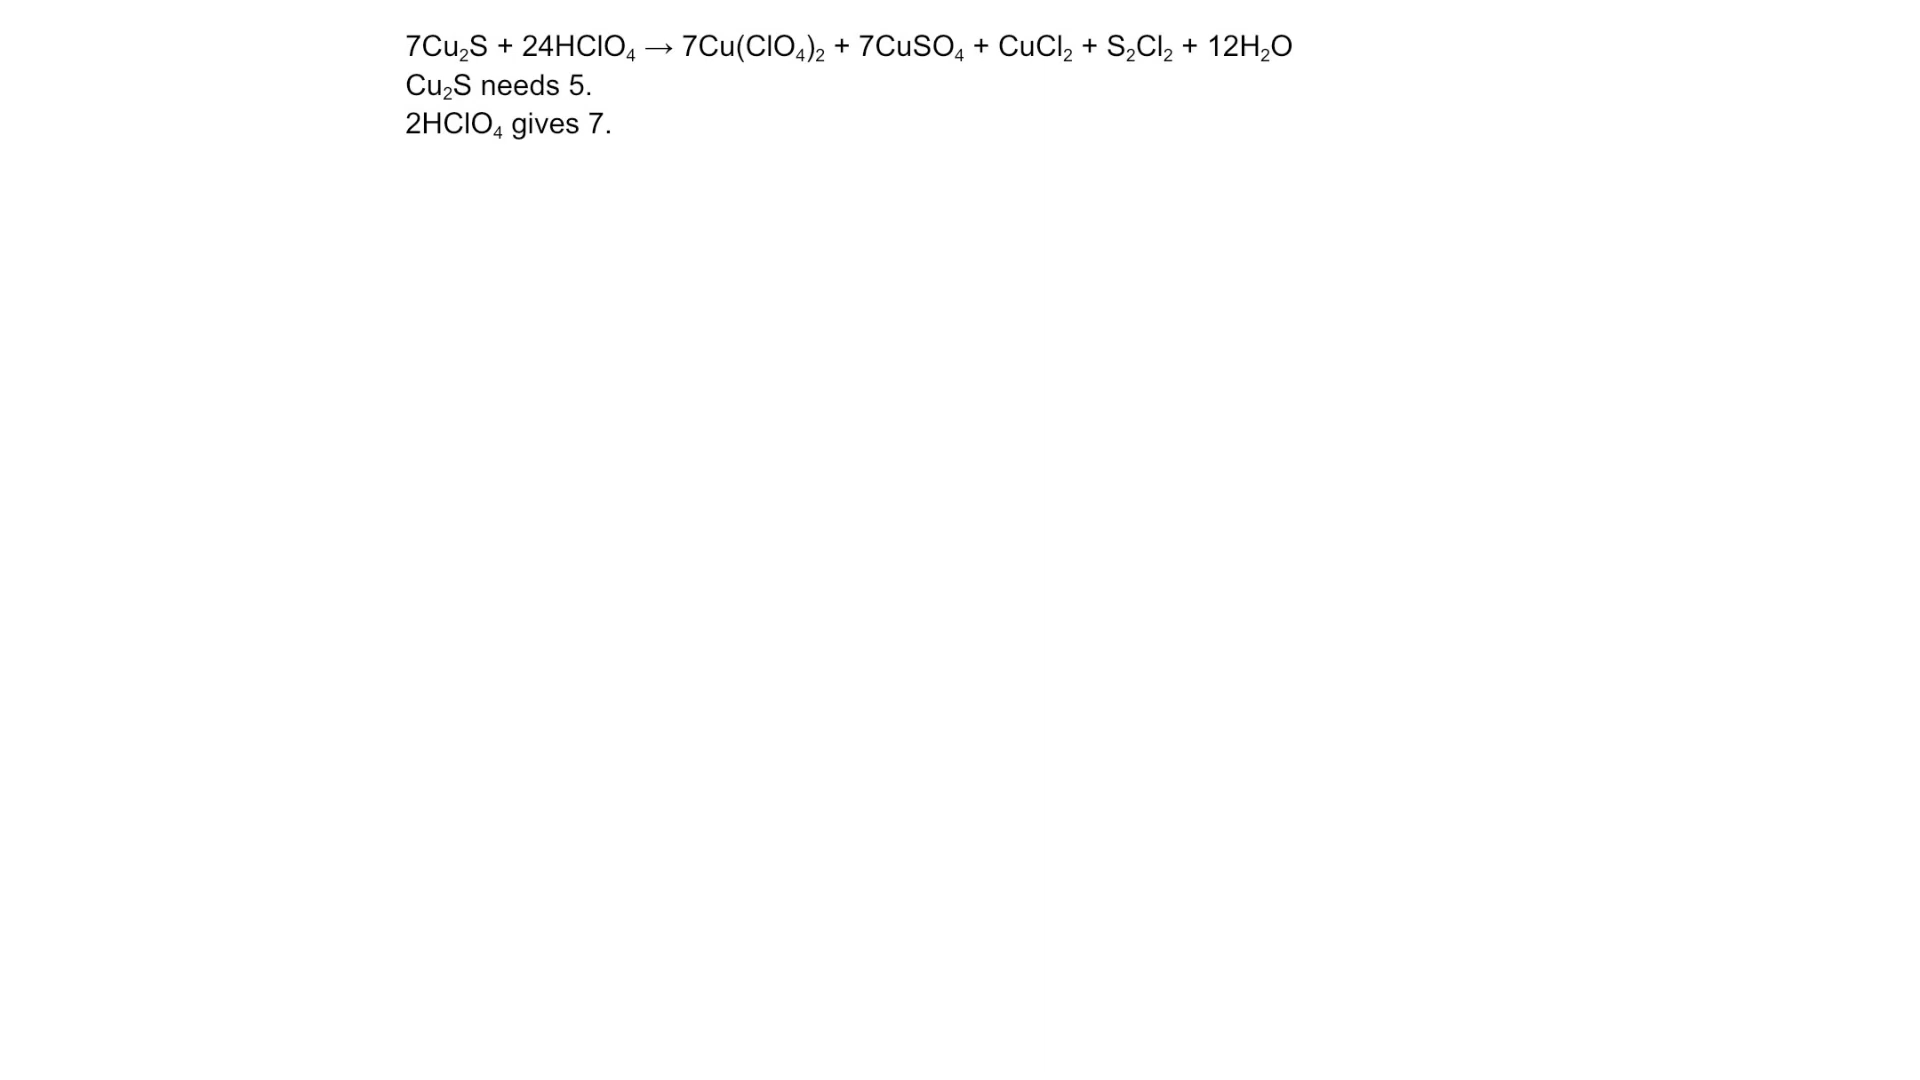 7Cu₂S + 24HClO₄ → 7Cu(ClO₄)₂ + 7CuSO₄ + CuCl₂ + S₂Cl₂ + 12H₂O
Cu₂S needs 5.
2HClO₄ gives 7.